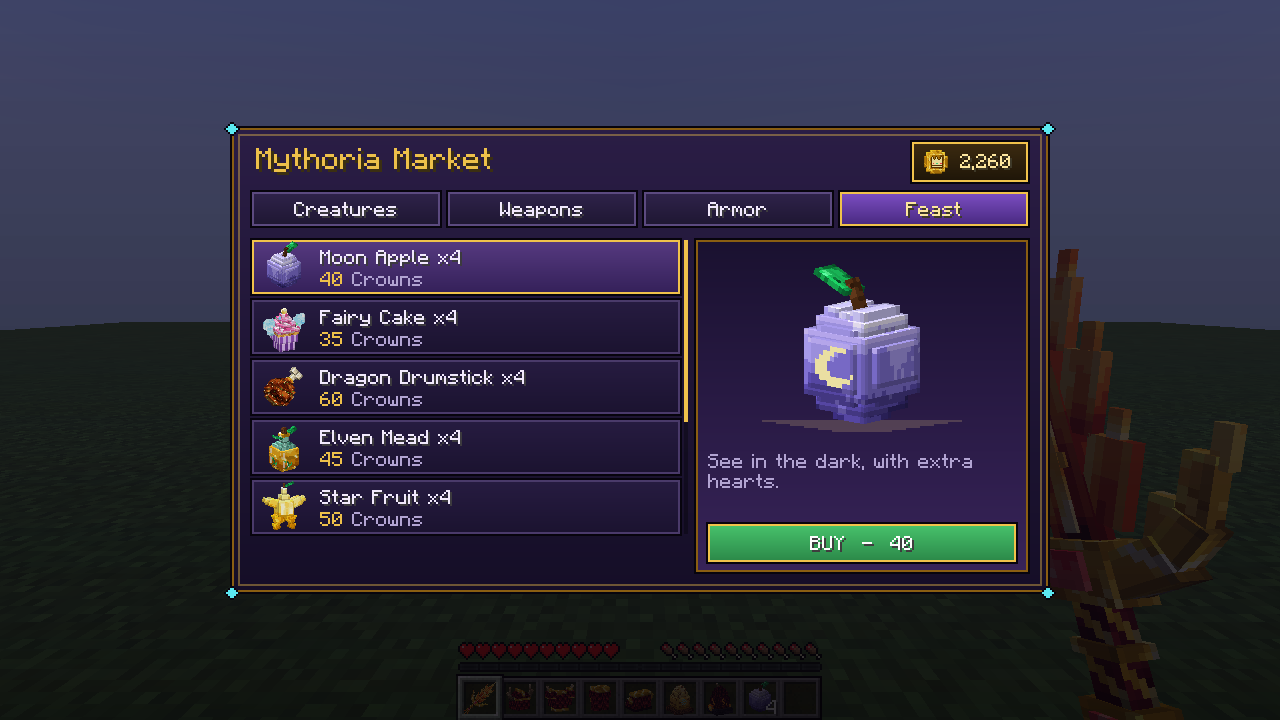 Mythoria Market
2,260
Creatures
Weapons
Armor
Feast
Moon Apple x4
40 Crowns
Fairy Cake x4
35 Crowns
Dragon Drumstick x4
60 Crowns
Elven Mead x4
45 Crowns
Star Fruit x4
50 Crowns
See in the dark, with extra
hearts.
BUY - 40
4